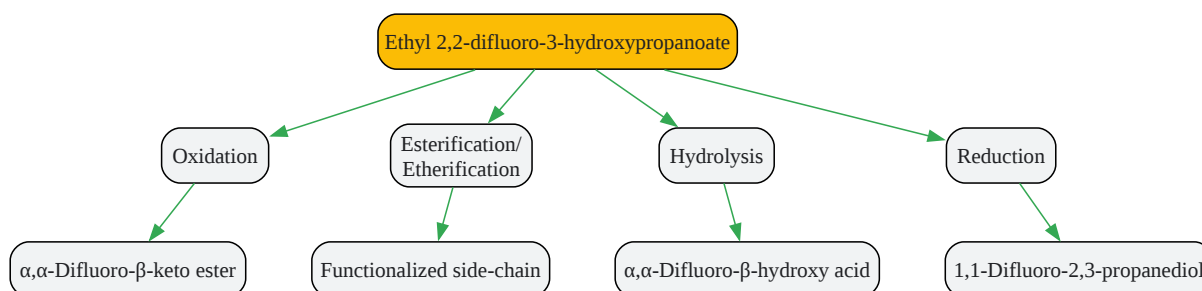 Ethyl 2,2-difluoro-3-hydroxypropanoate
Oxidation
Esterification/
Etherification
Hydrolysis
Reduction
α,α-Difluoro-β-keto ester
Functionalized side-chain
α,α-Difluoro-β-hydroxy acid
1,1-Difluoro-2,3-propanediol